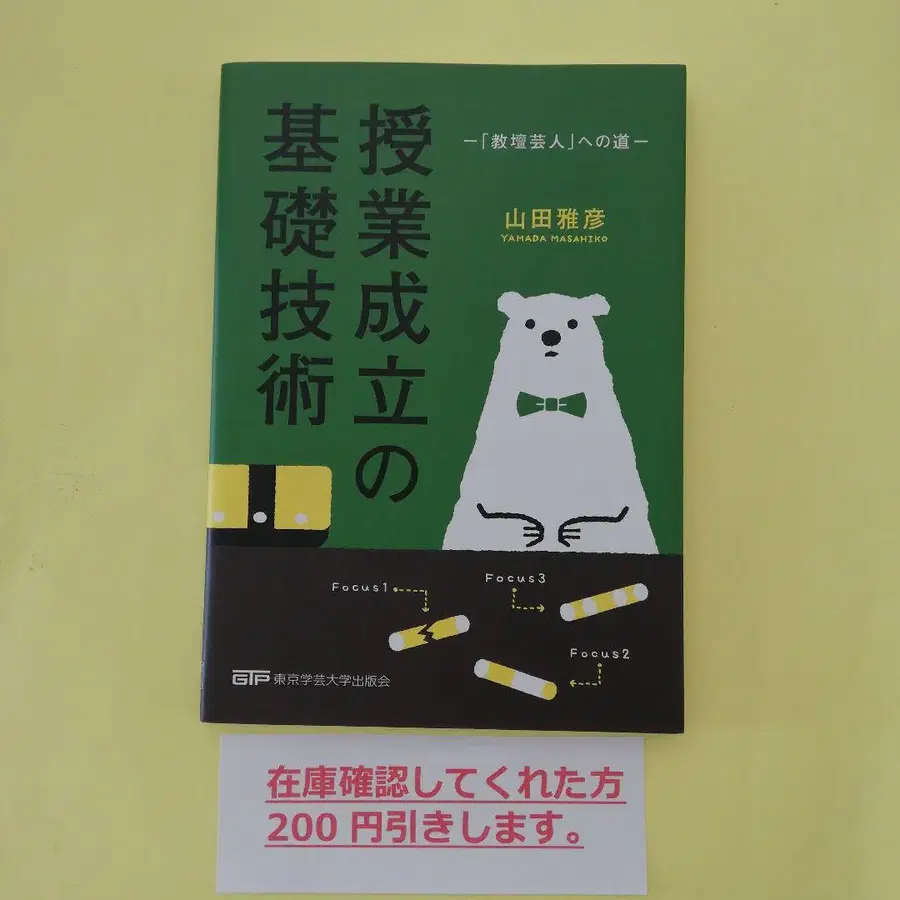 授業成立の
基礎技術
－「教壇芸人」への道－
山田雅彦
YAMADA MASAHIKO
Focus1
Focus3
Focus2
GTP 東京学芸大学出版会
在庫確認してくれた方
200 円引きします。